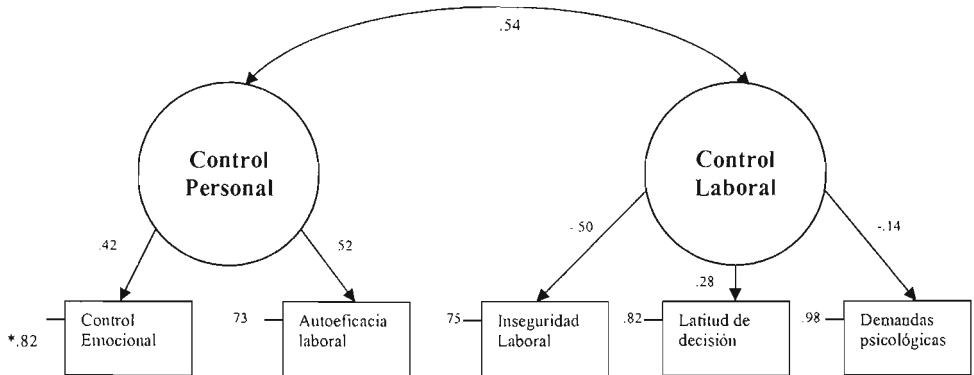 .54
Control
Personal
Control
Laboral
.42
52
-.50
.28
-.14
*.82
Control
Emocional
73
Autoeficacia
laboral
75
Inseguridad
Laboral
.82
Latitud de
decisión
.98
Demandas
psicológicas